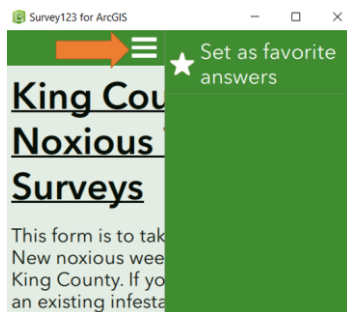 Survey123 for ArcGIS
Set as favorite
answers
King Cou
Noxious
Surveys
This form is to tak
New noxious wee
King County. If yo
an existing infesta